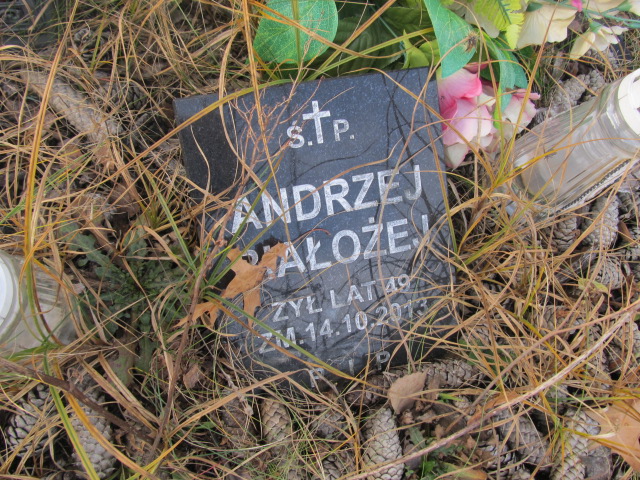 Ś.P.
ANDRZEJ
ŻYŁ LAT 49
ZM.14.10.2013